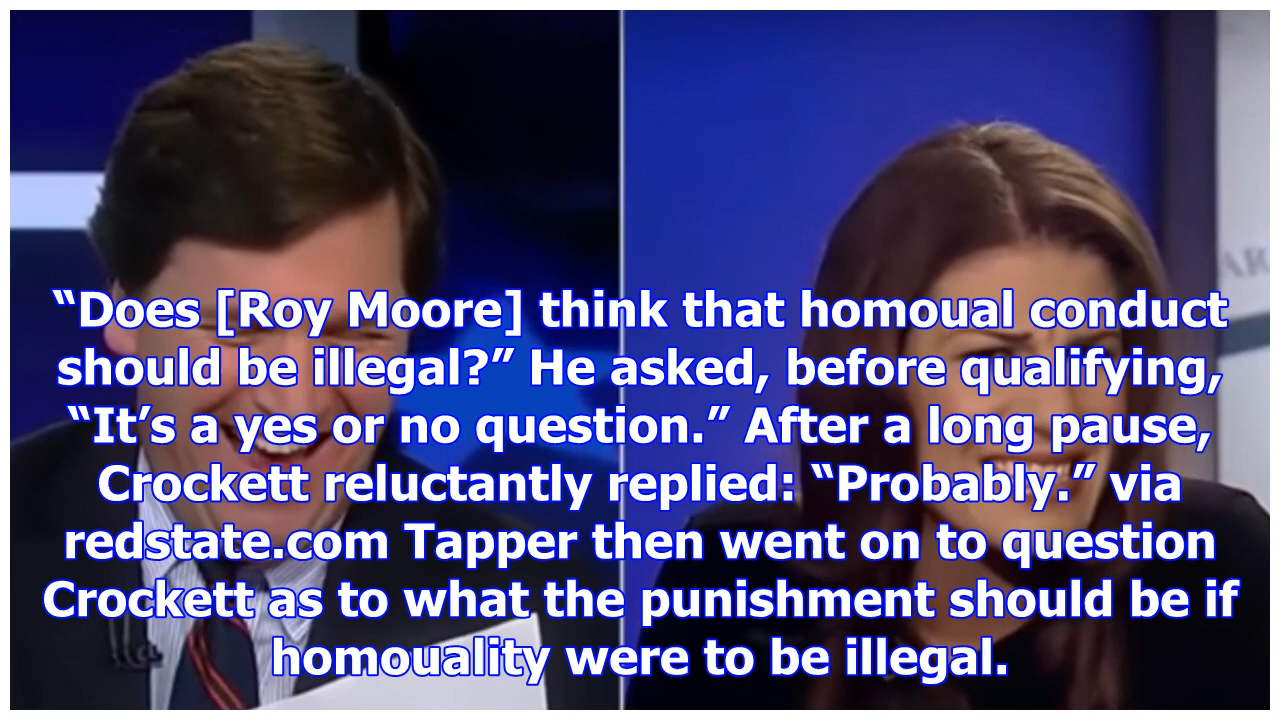 “Does [Roy Moore] think that homoual conduct
should be illegal?” He asked, before qualifying,
“It’s a yes or no question.” After a long pause,
Crockett reluctantly replied: “Probably.” via
redstate.com Tapper then went on to question
Crockett as to what the punishment should be if
homouality were to be illegal.
AR